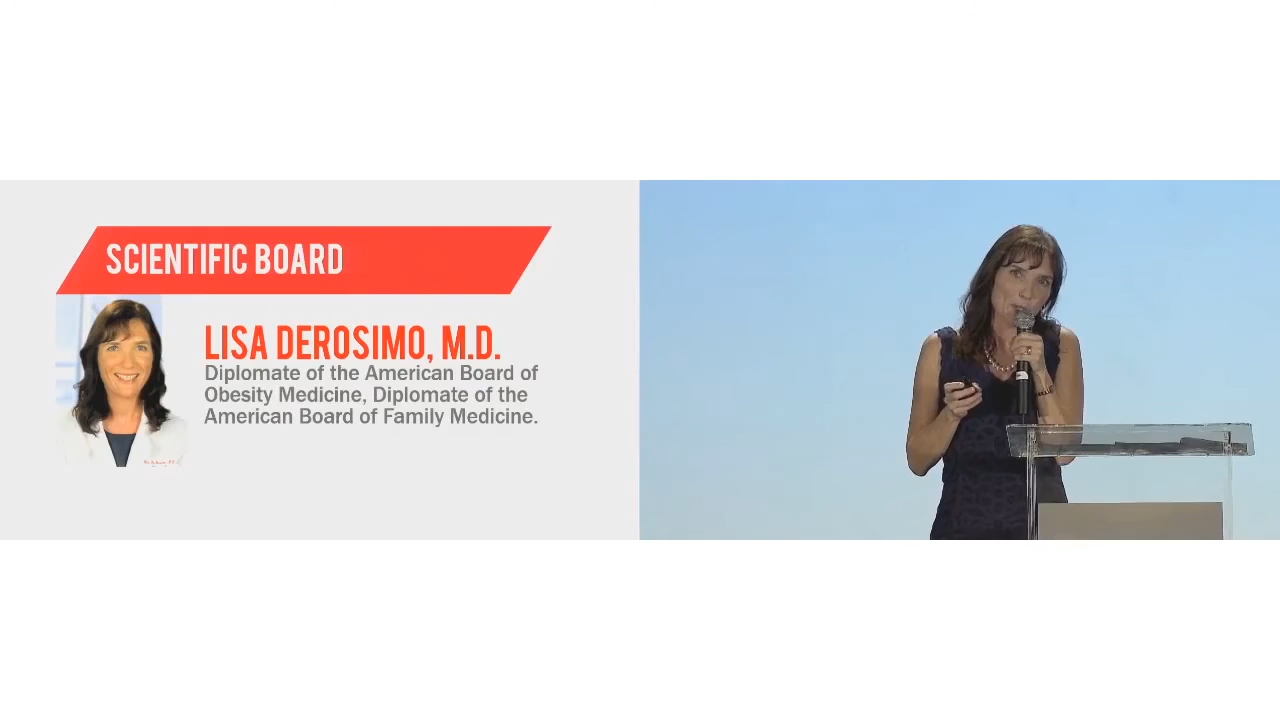 SCIENTIFIC BOARD
LISA DEROSIMO, M.D.
Diplomate of the American Board of
Obesity Medicine, Diplomate of the
American Board of Family Medicine.